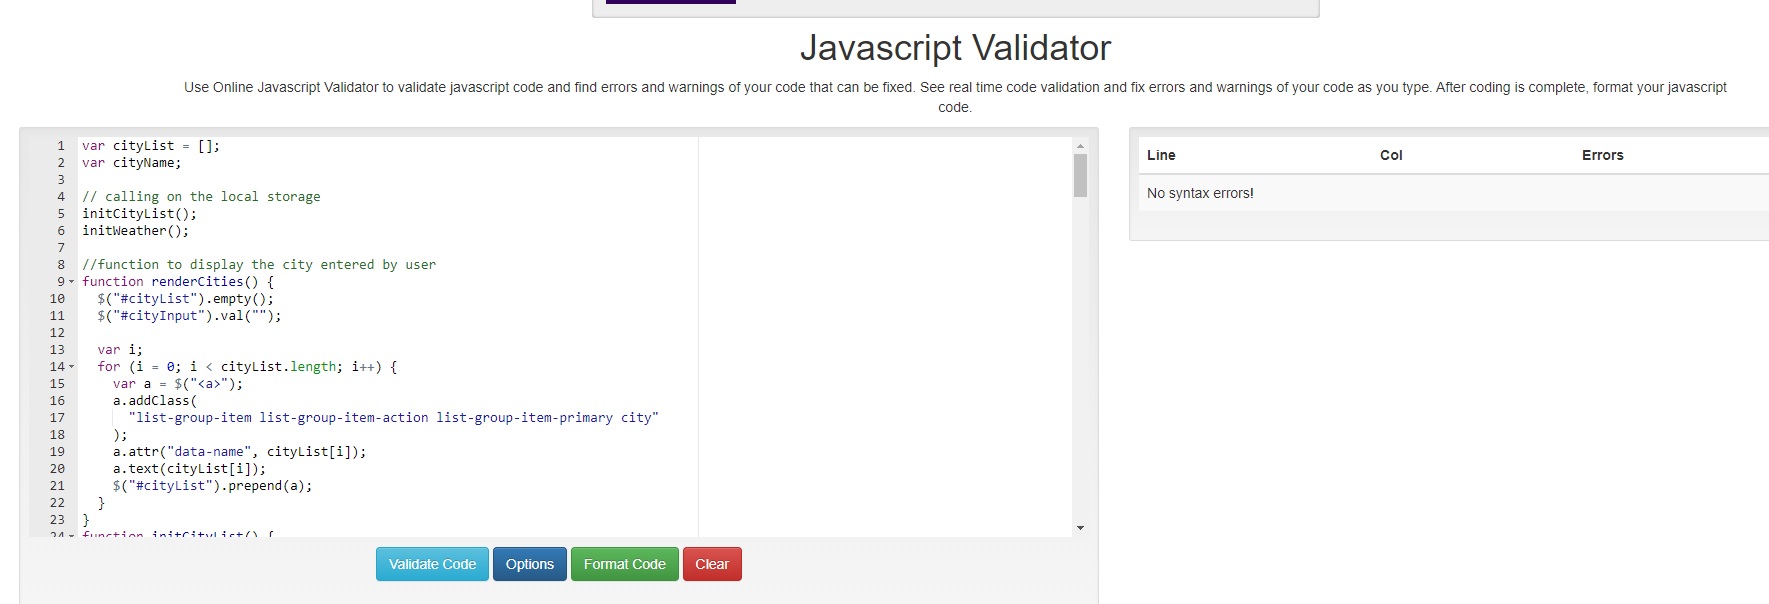 Javascript Validator
Use Online Javascript Validator to validate javascript code and find errors and warnings of your code that can be fixed. See real time code validation and fix errors and warnings of your code as you type. After coding is complete, format your javascript
code.
1 var cityList = [];
2 var cityName;
3
4 // calling on the local storage
5 initCityList();
6 initWeather();
7
8 //function to display the city entered by user
9 function renderCities() {
10 $("#cityList").empty();
11 $("#cityInput").val("");
12
13 var i;
14 for (i = 0; i < cityList.length; i++) {
15 var a = $("<a>");
16 a.addClass(
17 "list-group-item list-group-item-action list-group-item-primary city"
18 );
19 a.attr("data-name", cityList[i]);
20 a.text(cityList[i]);
21 $("#cityList").prepend(a);
22 }
23 }
24 function initCityList() {
Validate Code Options Format Code Clear
Line Col Errors
No syntax errors!